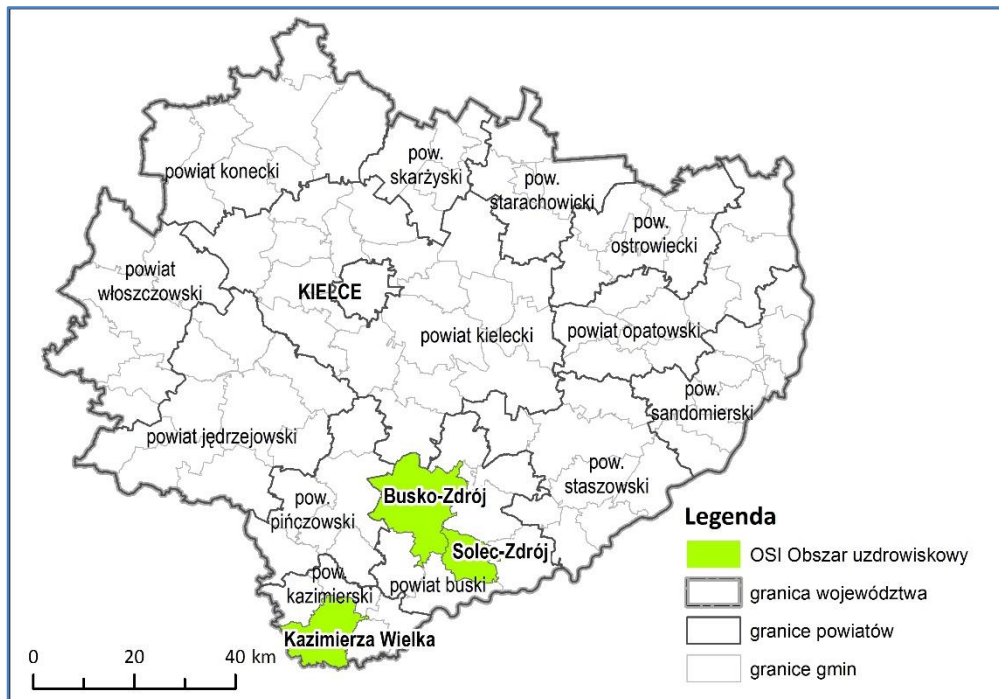 powiat konecki
pow.
skarżyski
pow.
starachowicki
pow.
ostrowiecki
powiat
włoszczowski
KIELCE
powiat kielecki
powiat opatowski
pow.
sandomierski
powiat jędrzejowski
pow.
staszowski
Busko-Zdrój
pow.
pińczowski
Solec-Zdrój
powiat buski
pow.
kazimierski
Kazimierza Wielka
Legenda
OSI Obszar uzdrowiskowy
granica województwa
granice powiatów
granice gmin
0 20 40 km